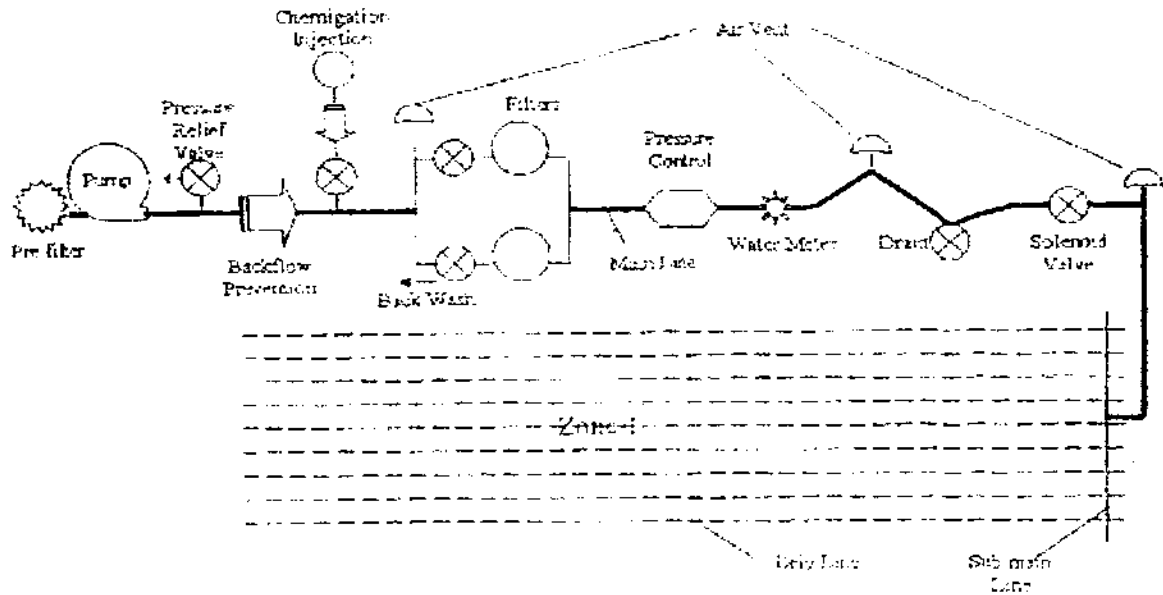 Chemigation
Injection
Air Vent
Pressure
Relief
Valve
Filters
Pressure
Control
Pump
Pre filter
Backflow
Prevention
Back Wash
Main Line
Water Meter
Drain
Solenoid
Valve
Zone 1
Drip Line
Sub main
Line